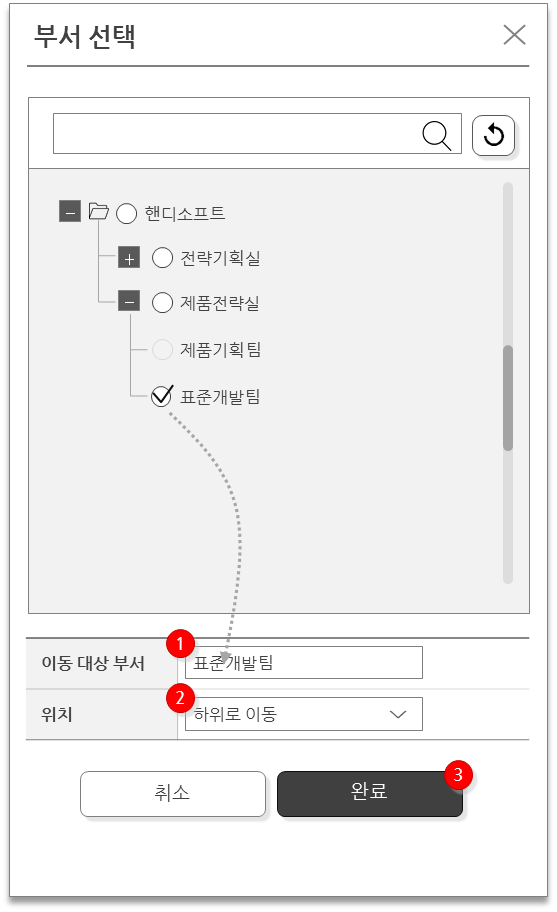 부서 선택
핸디소프트
전략기획실
제품전략실
제품기획팀
표준개발팀
1
이동 대상 부서
표준개발팀
2
위치
하위로 이동
취소
완료
3